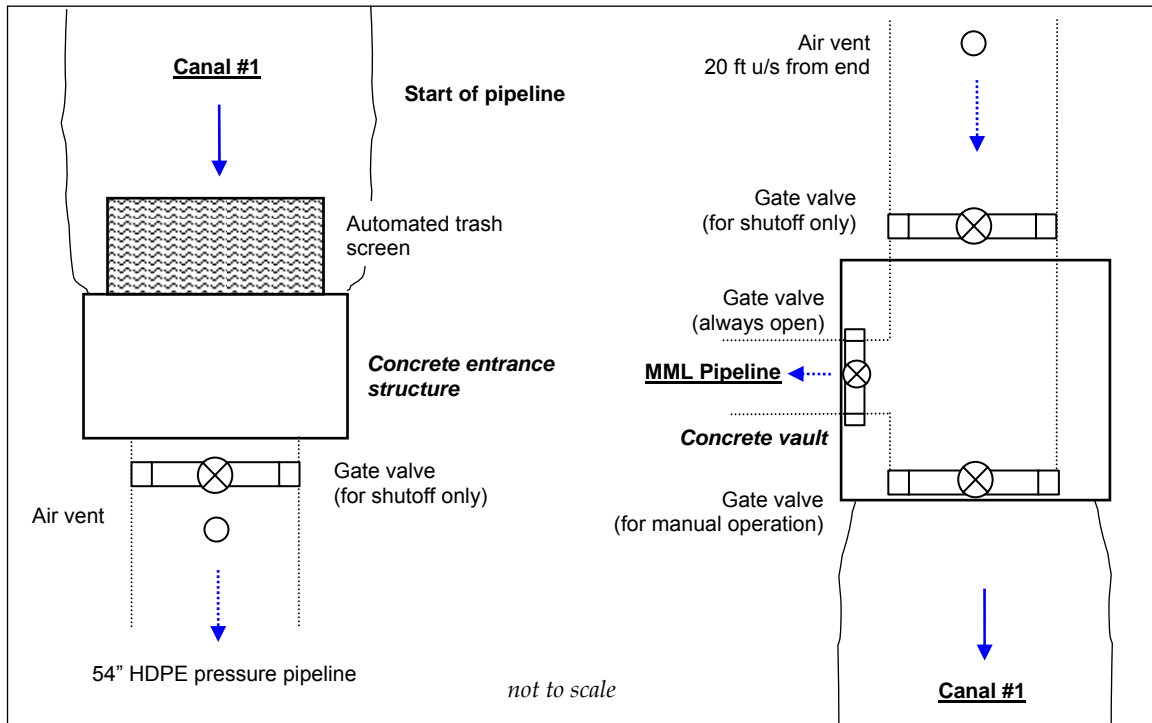 Canal #1
Start of pipeline
Automated trash
screen
Concrete entrance
structure
Gate valve
(for shutoff only)
Air vent
54” HDPE pressure pipeline
not to scale
Air vent
20 ft u/s from end
Gate valve
(for shutoff only)
Gate valve
(always open)
MML Pipeline
Concrete vault
Gate valve
(for manual operation)
Canal #1